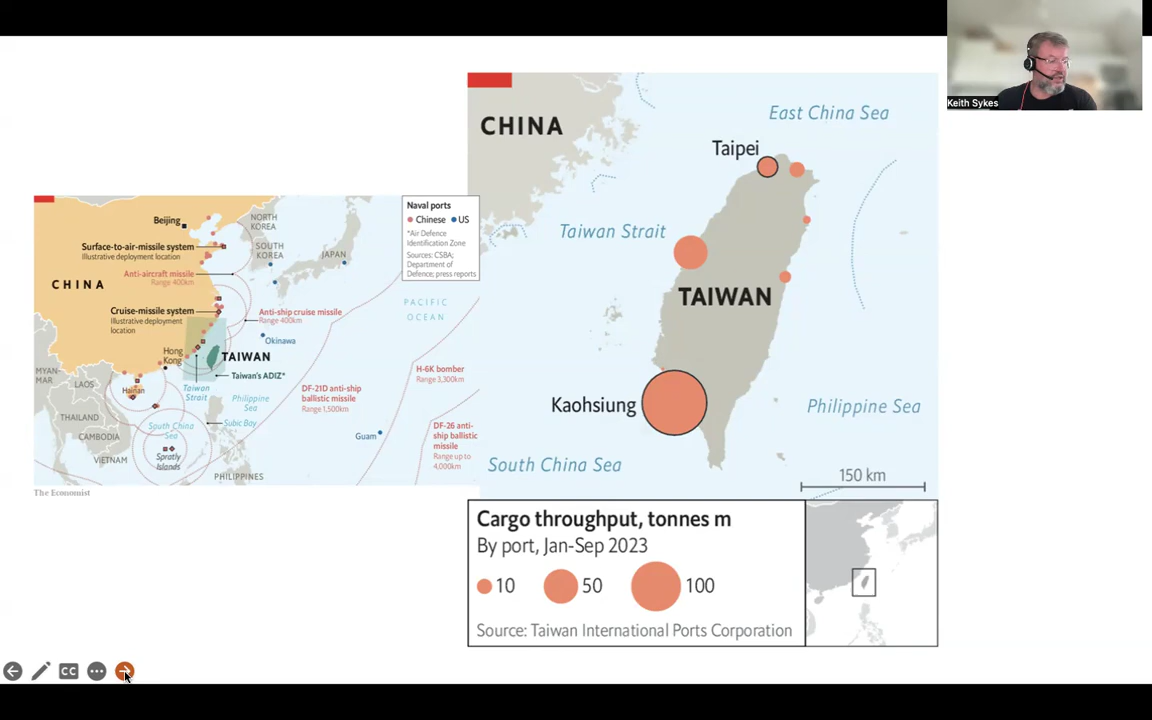 Keith Sykes
Naval ports
Chinese
US
*Air Defence
Identification Zone
Sources: CSBA;
Department of
Defence; press reports
Beijing
NORTH
KOREA
SOUTH
KOREA
JAPAN
Surface-to-air-missile system
Illustrative deployment location
Anti-aircraft missile
Range 400km
CHINA
Cruise-missile system
Illustrative deployment
location
Anti-ship cruise missile
Range 400km
PACIFIC
OCEAN
Okinawa
Hong
Kong
TAIWAN
Taiwan's ADIZ*
MYAN-
MAR
LAOS
Hainan
Taiwan
Strait
Philippine
Sea
DF-21D anti-ship
ballistic missile
Range 1,500km
H-6K bomber
Range 3,300km
THAILAND
South China
Sea
Subic Bay
CAMBODIA
Guam
DF-26 anti-
ship ballistic
missile
Range up to
4,000km
VIETNAM
Spratly
Islands
PHILIPPINES
The Economist
CHINA
East China Sea
Taipei
Taiwan Strait
TAIWAN
Kaohsiung
Philippine Sea
South China Sea
150 km
Cargo throughput, tonnes m
By port, Jan-Sep 2023
10 50 100
Source: Taiwan International Ports Corporation
CC